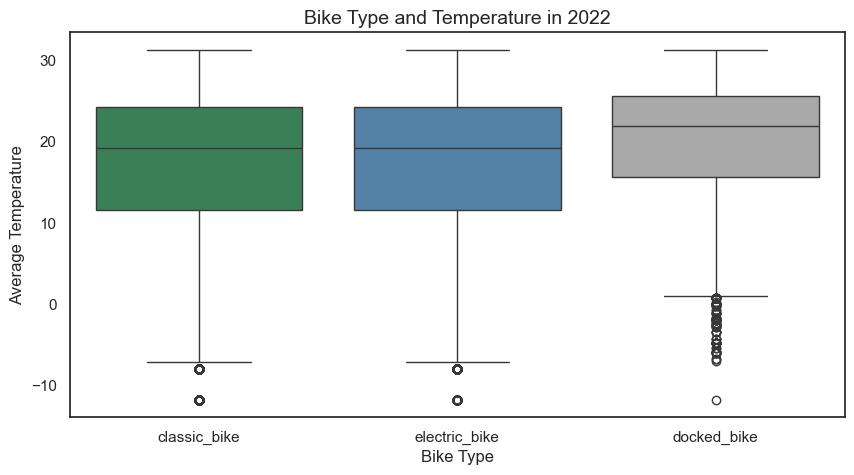 Bike Type and Temperature in 2022
Average Temperature
30
20
10
0
−10
classic_bike
electric_bike
docked_bike
Bike Type